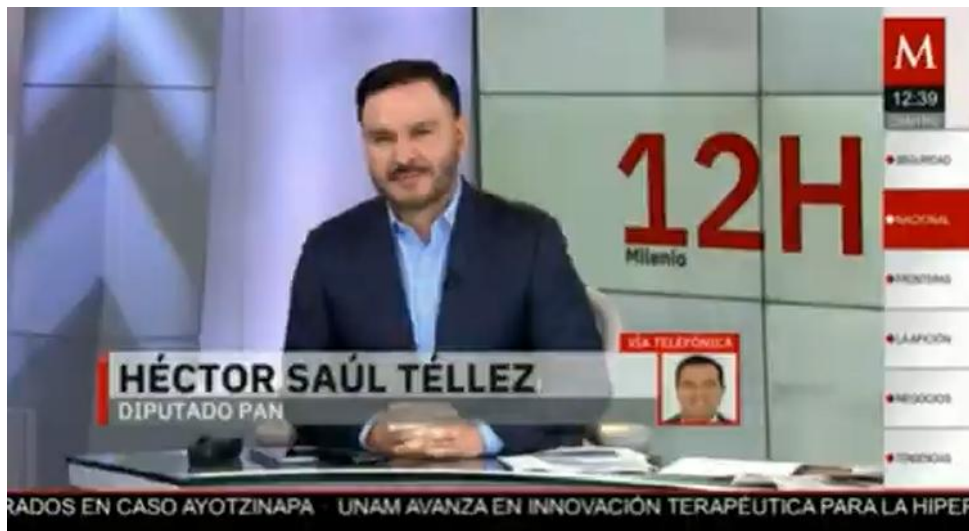 M
12:39
CENTRO
SEGURIDAD
NACIONAL
FRONTERAS
LA AFICIÓN
NEGOCIOS
TENDENCIAS
12H
Milenio
VÍA TELEFÓNICA
HÉCTOR SAÚL TÉLLEZ
DIPUTADO PAN
RADOS EN CASO AYOTZINAPA · UNAM AVANZA EN INNOVACIÓN TERAPÉUTICA PARA LA HIPER